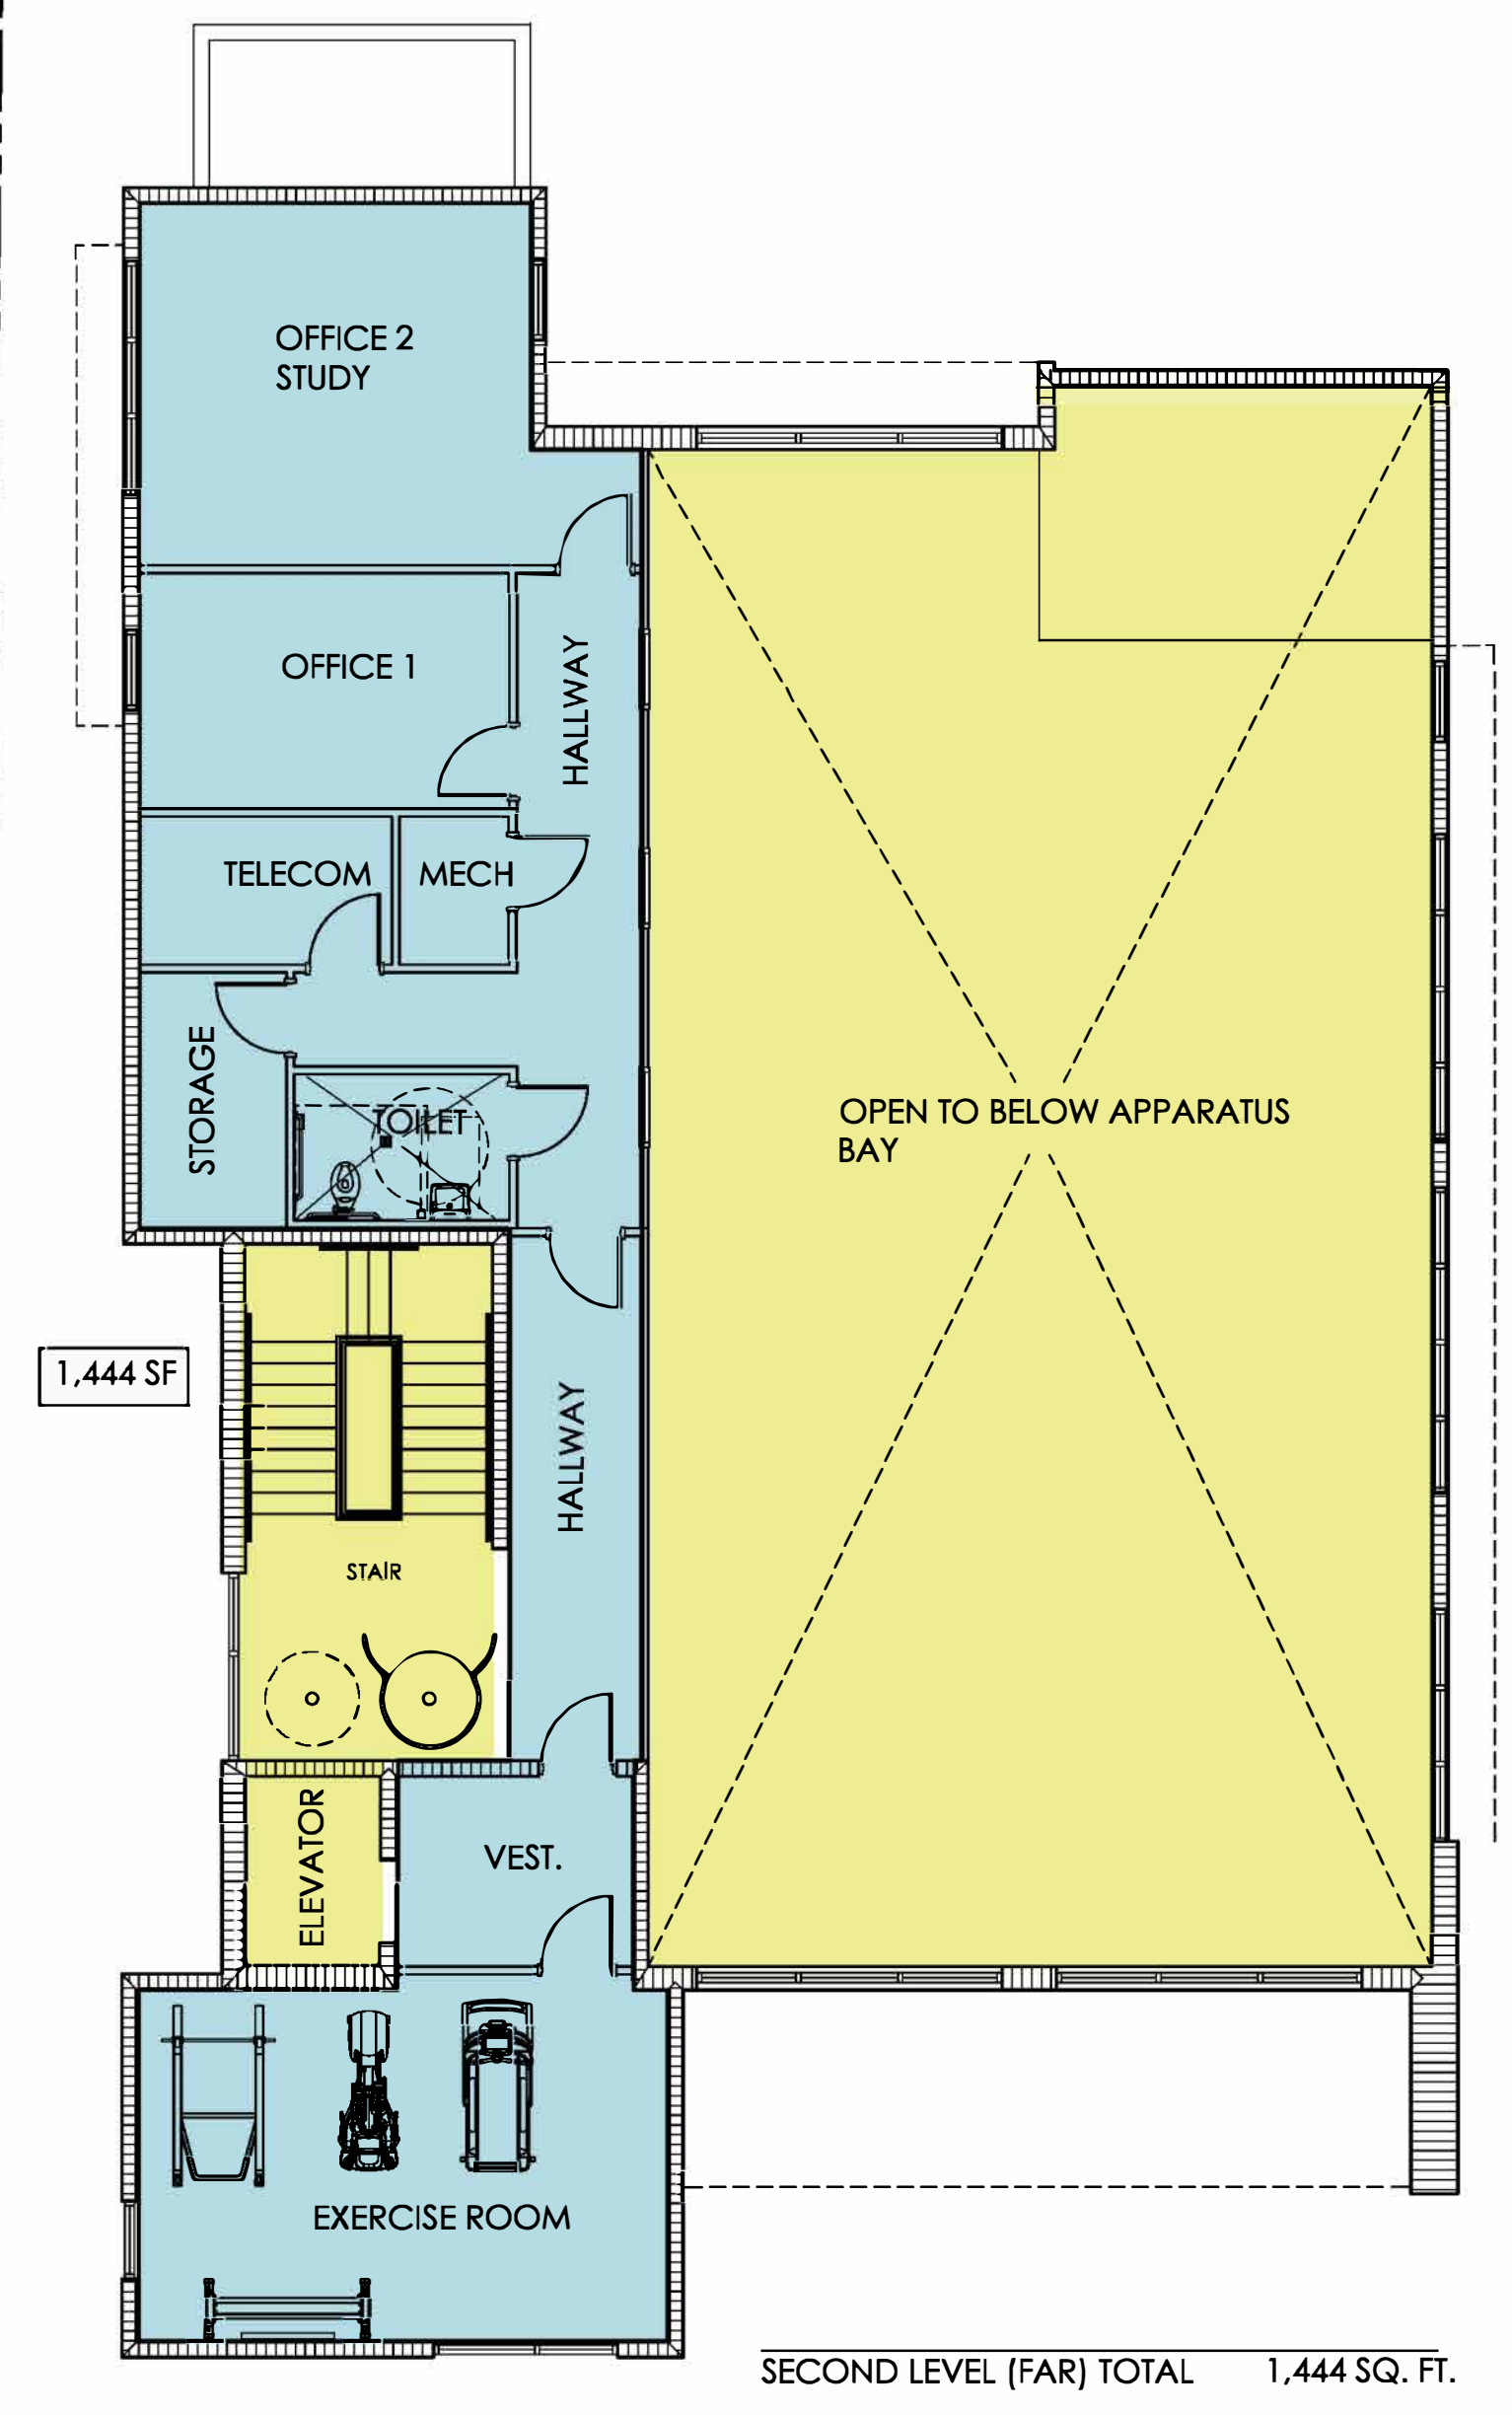 OFFICE 2
STUDY
OFFICE 1
HALLWAY
TELECOM
MECH
STORAGE
TOILET
OPEN TO BELOW APPARATUS
BAY
1,444 SF
HALLWAY
STAIR
ELEVATOR
VEST.
EXERCISE ROOM
SECOND LEVEL (FAR) TOTAL 1,444 SQ. FT.